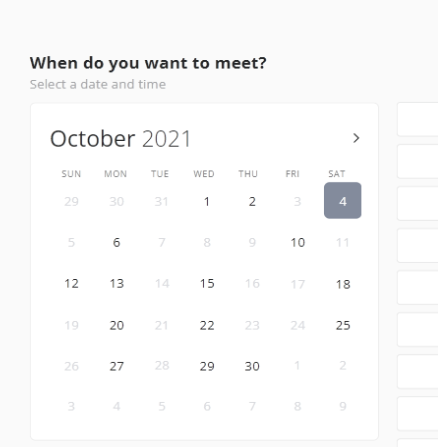 When do you want to meet?
Select a date and time
October 2021
SUN MON TUE WED THU FRI SAT
29 30 31 1 2 3 4
5 6 7 8 9 10 11
12 13 14 15 16 17 18
19 20 21 22 23 24 25
26 27 28 29 30 1 2
3 4 5 6 7 8 9